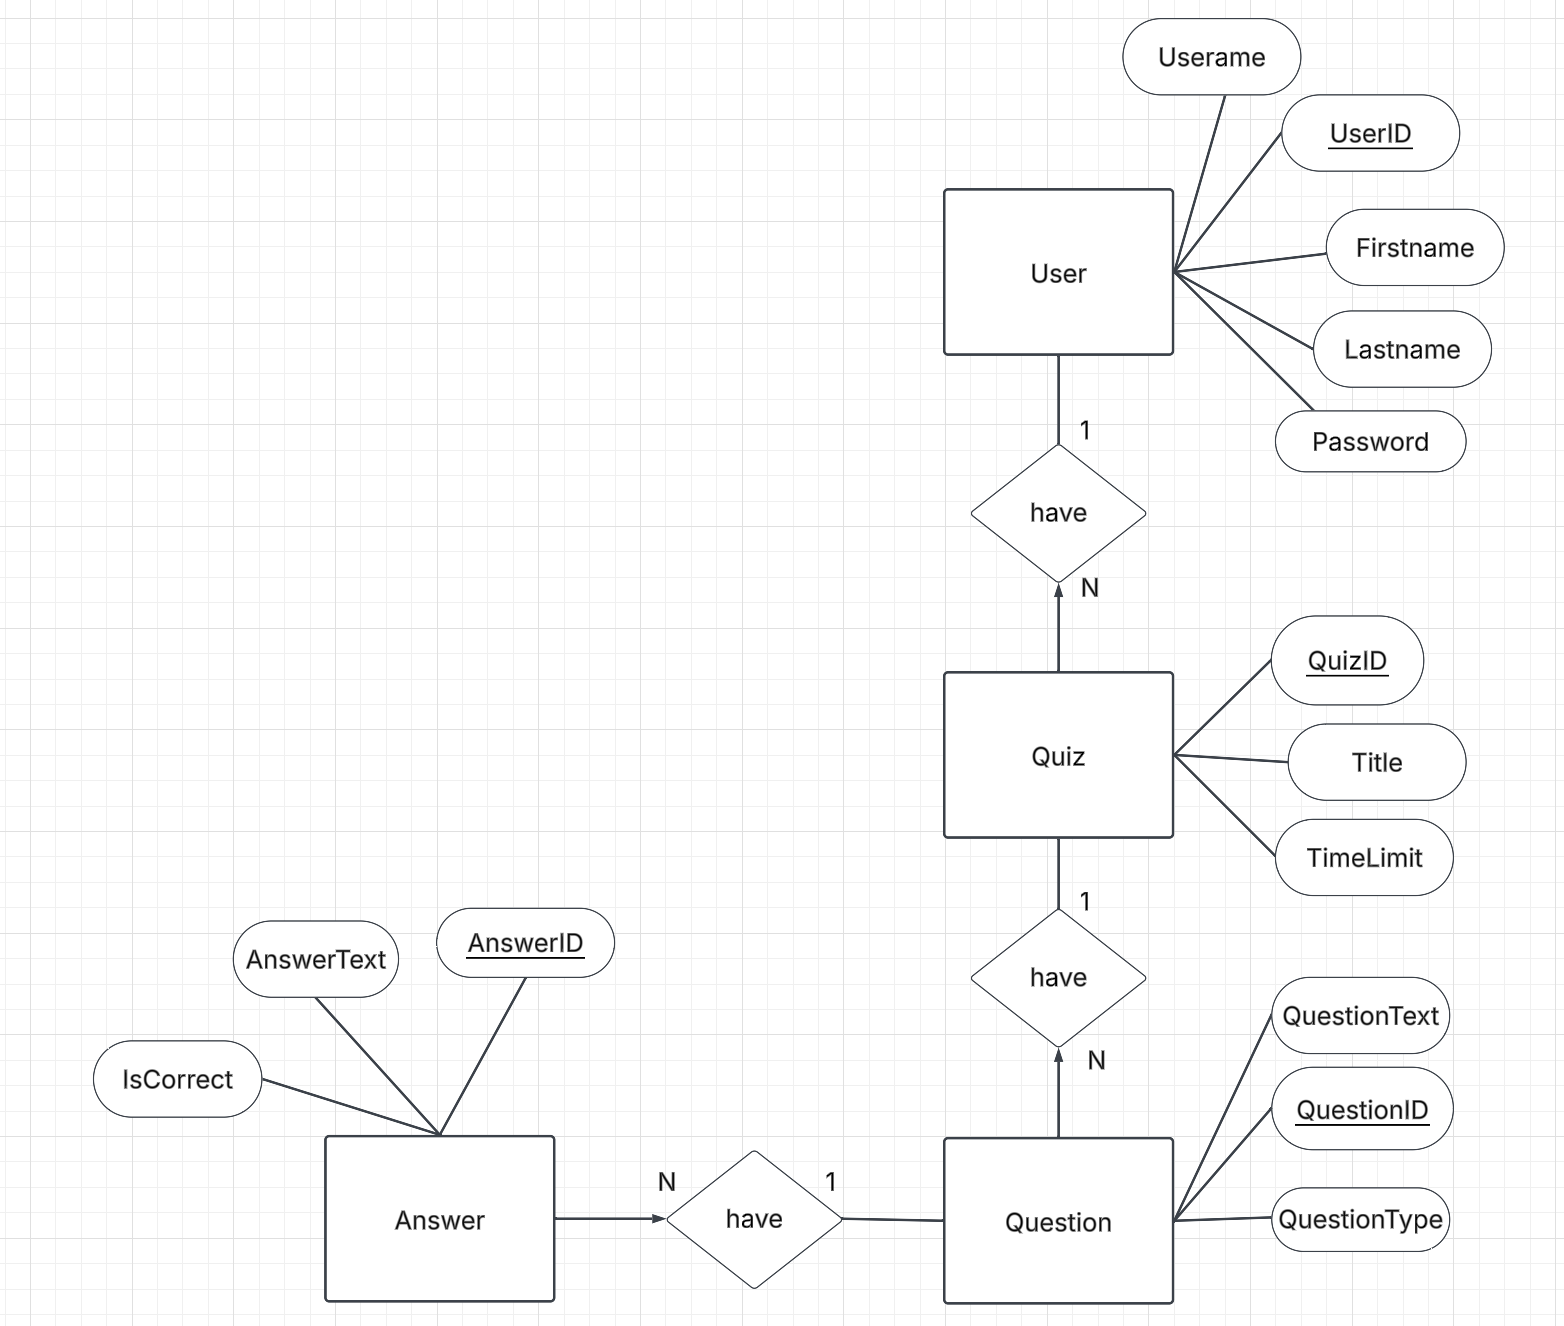 Userame
UserID
Firstname
User
Lastname
1
Password
have
N
QuizID
Quiz
Title
TimeLimit
1
AnswerText
AnswerID
have
QuestionText
N
IsCorrect
QuestionID
N
1
Answer
have
Question
QuestionType